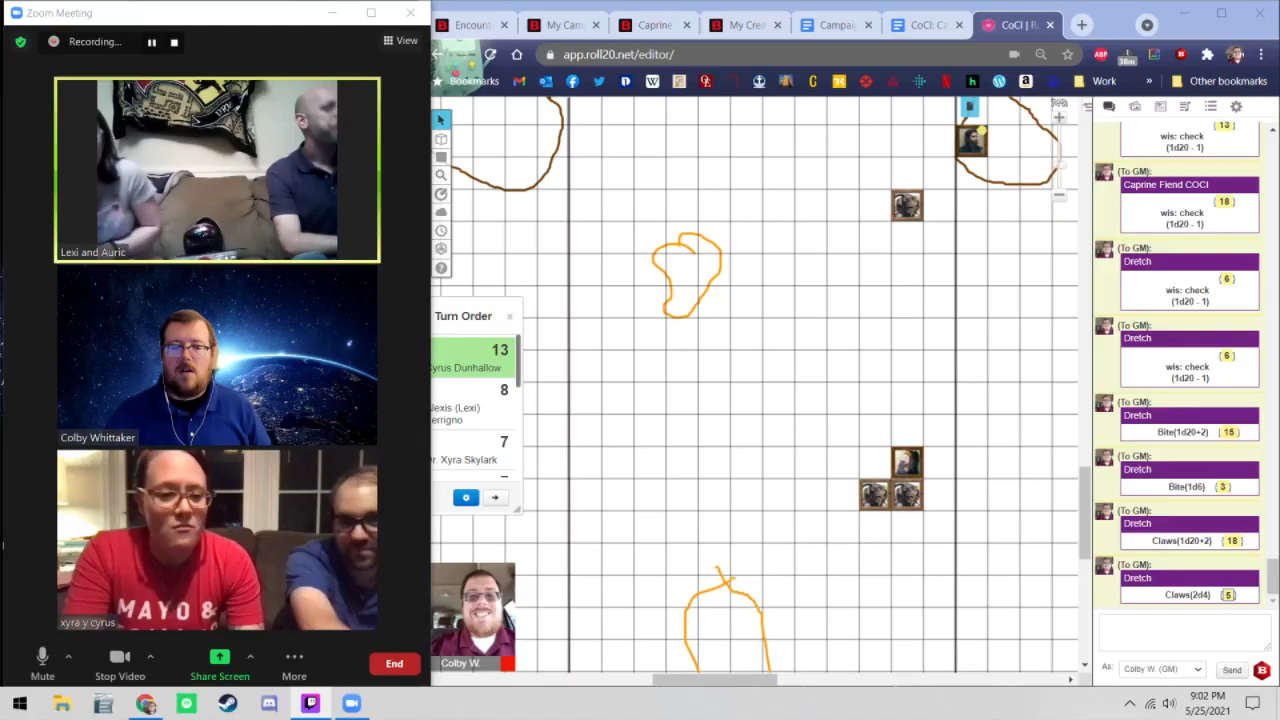 Zoom Meeting
Recording...
View
Lexi and Auric
Colby Whittaker
MAYO &
xyra y cyrus
Mute
Stop Video
Share Screen
More
End
Encount
My Cam
Caprine
My Crea
Campai
CoCI: Ca
CoCI | R
app.roll20.net/editor/
ABP
38m
Bookmarks
Work
»
Other bookmarks
Turn Order
13
yrus Dunhallow
8
lexis (Lexi)
errigno
7
r. Xyra Skylark
Colby W.
13
wis: check
(1d20 - 1)
(To GM):
Caprine Fiend COCI
18
wis: check
(1d20 - 1)
(To GM):
Dretch
6
wis: check
(1d20 - 1)
(To GM):
Dretch
6
wis: check
(1d20 - 1)
(To GM):
Dretch
Bite(1d20+2) 15
(To GM):
Dretch
Bite(1d6) 3
(To GM):
Dretch
Claws(1d20+2) 18
(To GM):
Dretch
Claws(2d4) 5
As: Colby W. (GM)
Send
9:02 PM
5/25/2021